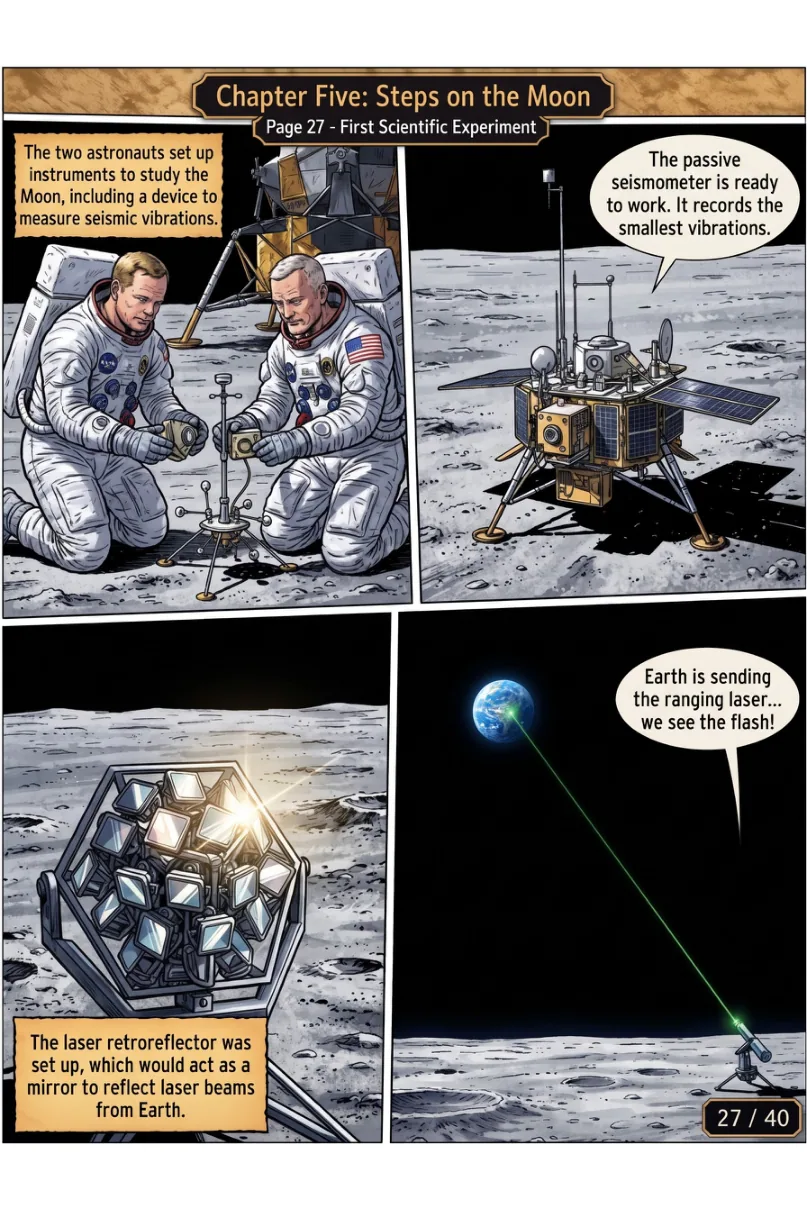 Chapter Five: Steps on the Moon
Page 27 - First Scientific Experiment
The two astronauts set up
instruments to study the
Moon, including a device to
measure seismic vibrations.
The passive
seismometer is ready
to work. It records the
smallest vibrations.
NASA
The laser retroreflector was
set up, which would act as a
mirror to reflect laser beams
from Earth.
Earth is sending
the ranging laser...
we see the flash!
27 / 40